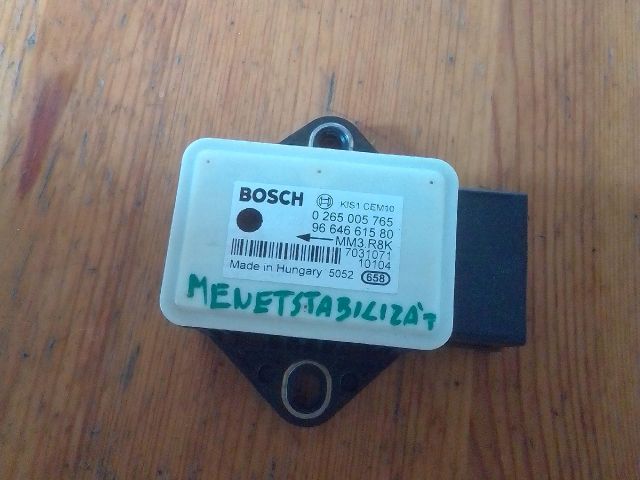 BOSCH KIS1 CEM10
0 265 005 765
96 646 615 80
MM3.R8K
7031071
10104
Made in Hungary 5052 658
MENETSTABILIZÁT